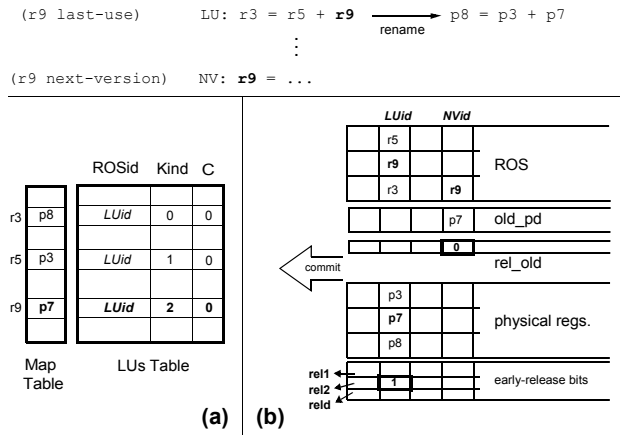 (r9 last-use) LU: r3 = r5 + r9 rename p8 = p3 + p7
(r9 next-version) NV: r9 = ...
ROSid Kind C
r3 p8 LUid 0 0
r5 p3 LUid 1 0
r9 p7 LUid 2 0
Map Table
LUs Table
(a)
(b)
LUid NVid
r5
r9 ROS
r3 r9
p7 old_pd
0
rel_old
commit
p3
p7 physical regs.
p8
rel1
rel2 1 early-release bits
reld